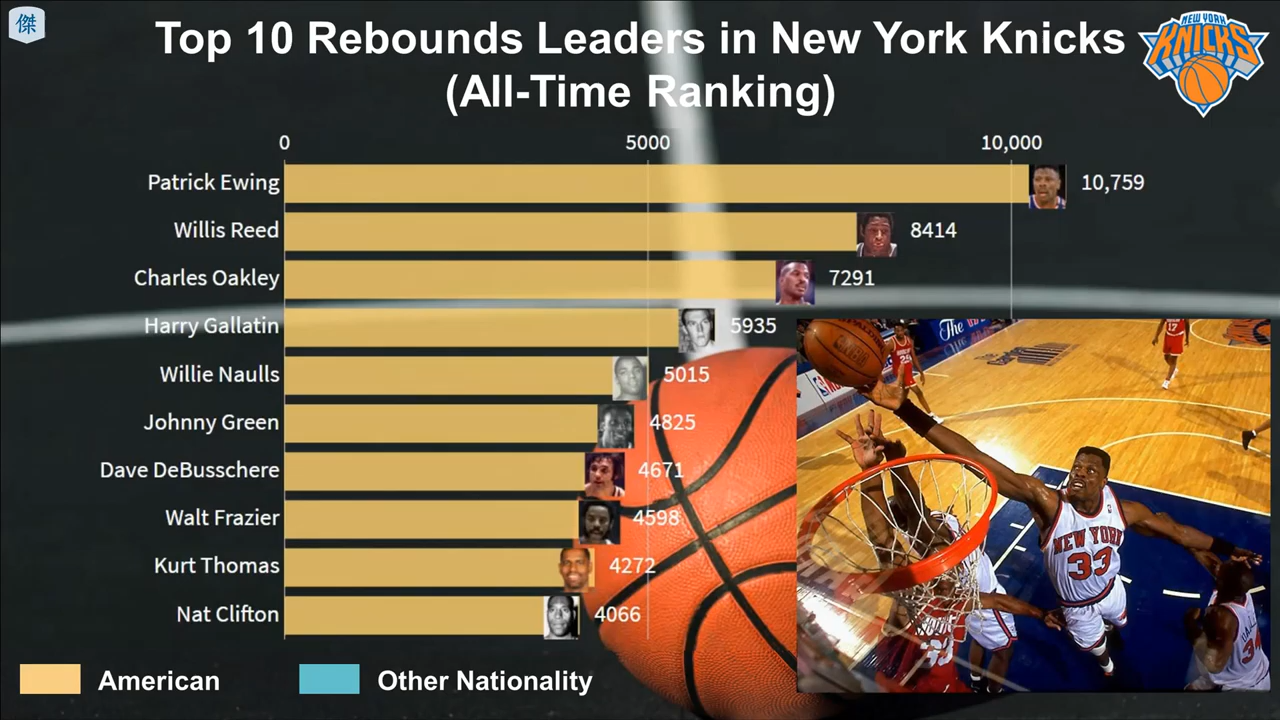 傑
Top 10 Rebounds Leaders in New York Knicks
(All-Time Ranking)
NEW YORK
KNICKS
0 5000 10,000
Patrick Ewing 10,759
Willis Reed 8414
Charles Oakley 7291
Harry Gallatin 5935
Willie Naulls 5015
Johnny Green 4825
Dave DeBusschere 4671
Walt Frazier 4598
Kurt Thomas 4272
Nat Clifton 4066
The
17
NEW YORK
33
American
Other Nationality